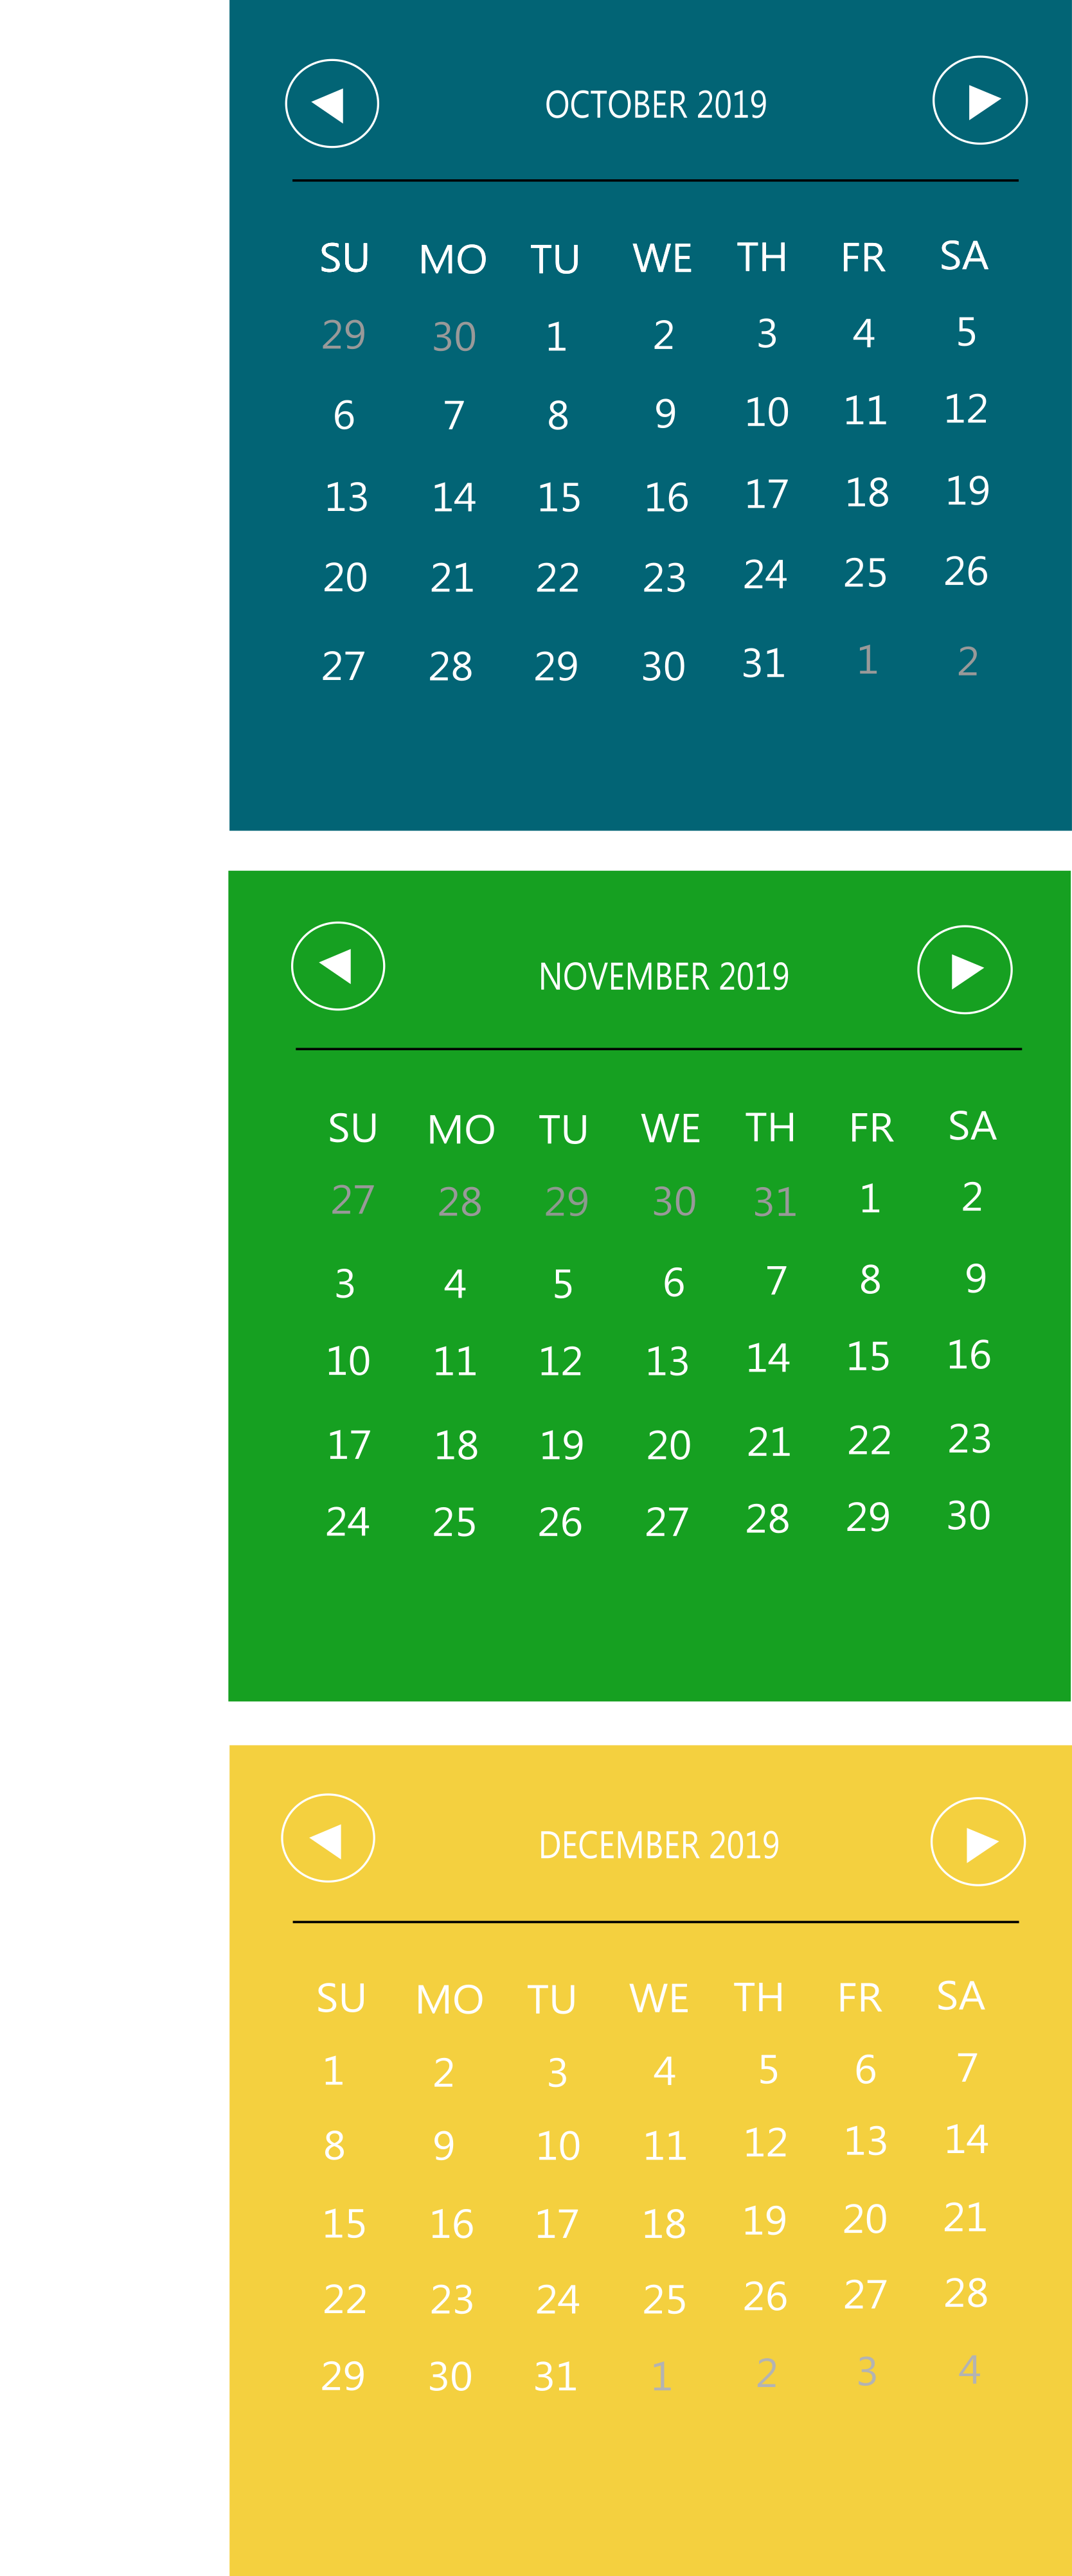 OCTOBER 2019
SU MO TU WE TH FR SA
29 30 1 2 3 4 5
6 7 8 9 10 11 12
13 14 15 16 17 18 19
20 21 22 23 24 25 26
27 28 29 30 31 1 2
NOVEMBER 2019
SU MO TU WE TH FR SA
27 28 29 30 31 1 2
3 4 5 6 7 8 9
10 11 12 13 14 15 16
17 18 19 20 21 22 23
24 25 26 27 28 29 30
DECEMBER 2019
SU MO TU WE TH FR SA
1 2 3 4 5 6 7
8 9 10 11 12 13 14
15 16 17 18 19 20 21
22 23 24 25 26 27 28
29 30 31 1 2 3 4